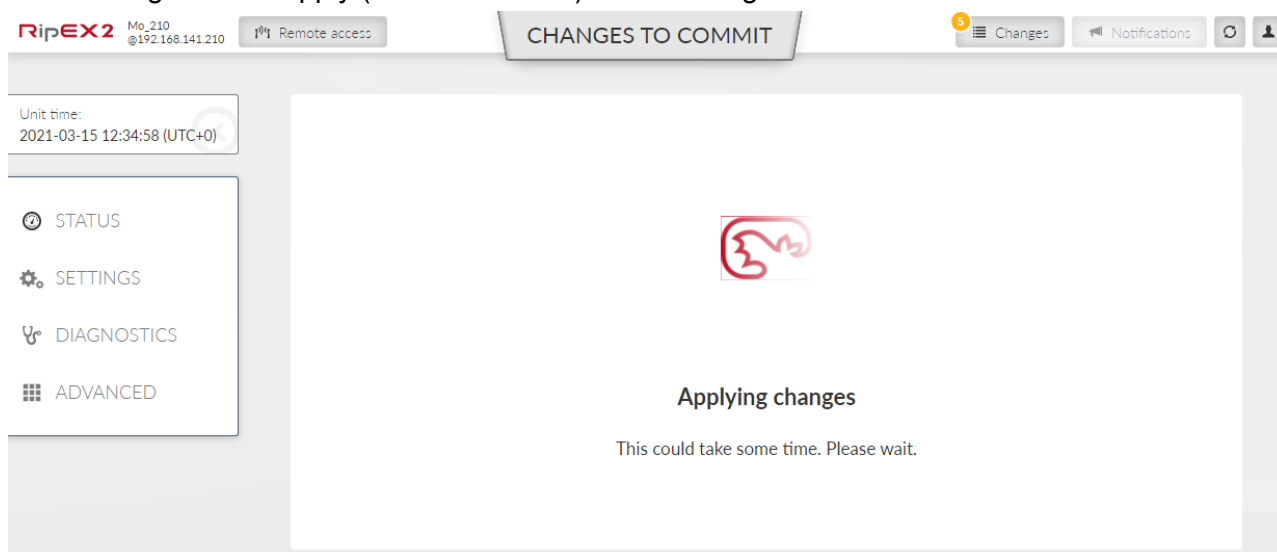 RipEX2
Mo_210
@192.168.141.210
Remote access
CHANGES TO COMMIT
5
Changes
Notifications
Unit time:
2021-03-15 12:34:58 (UTC+0)
STATUS
SETTINGS
DIAGNOSTICS
ADVANCED
Applying changes
This could take some time. Please wait.